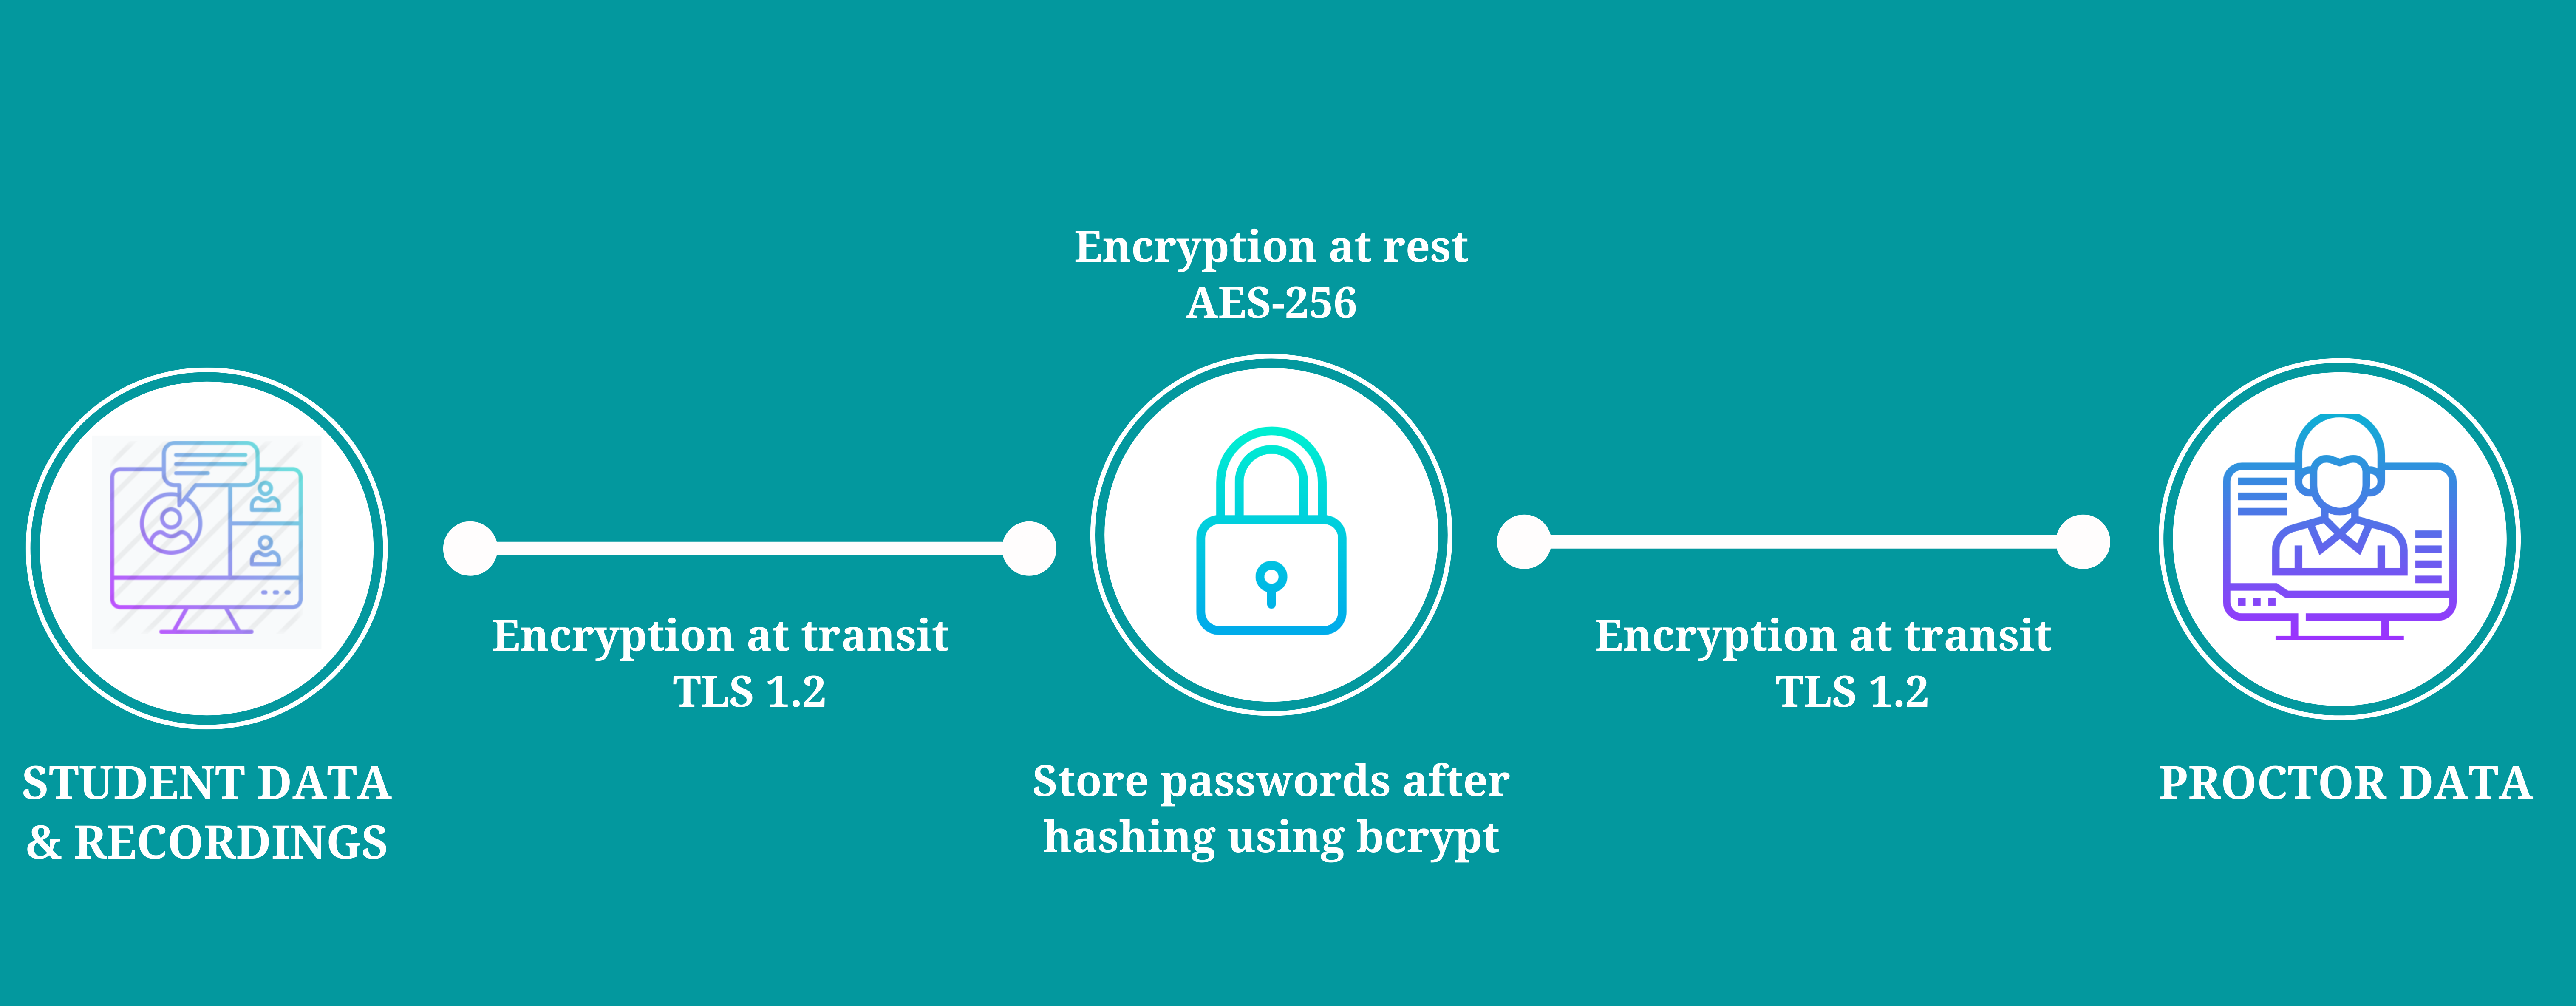 Encryption at rest
AES-256
Encryption at transit
TLS 1.2
Encryption at transit
TLS 1.2
STUDENT DATA
& RECORDINGS
Store passwords after
hashing using bcrypt
PROCTOR DATA